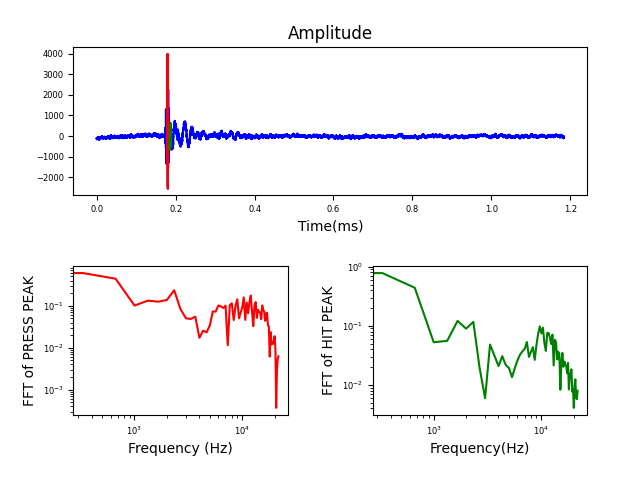 Amplitude
4000
3000
2000
1000
0
−1000
−2000
0.0 0.2 0.4 0.6 0.8 1.0 1.2
Time(ms)
FFT of PRESS PEAK
10⁻¹
10⁻²
10⁻³
10³ 10⁴
Frequency (Hz)
FFT of HIT PEAK
10⁰
10⁻¹
10⁻²
10³ 10⁴
Frequency(Hz)